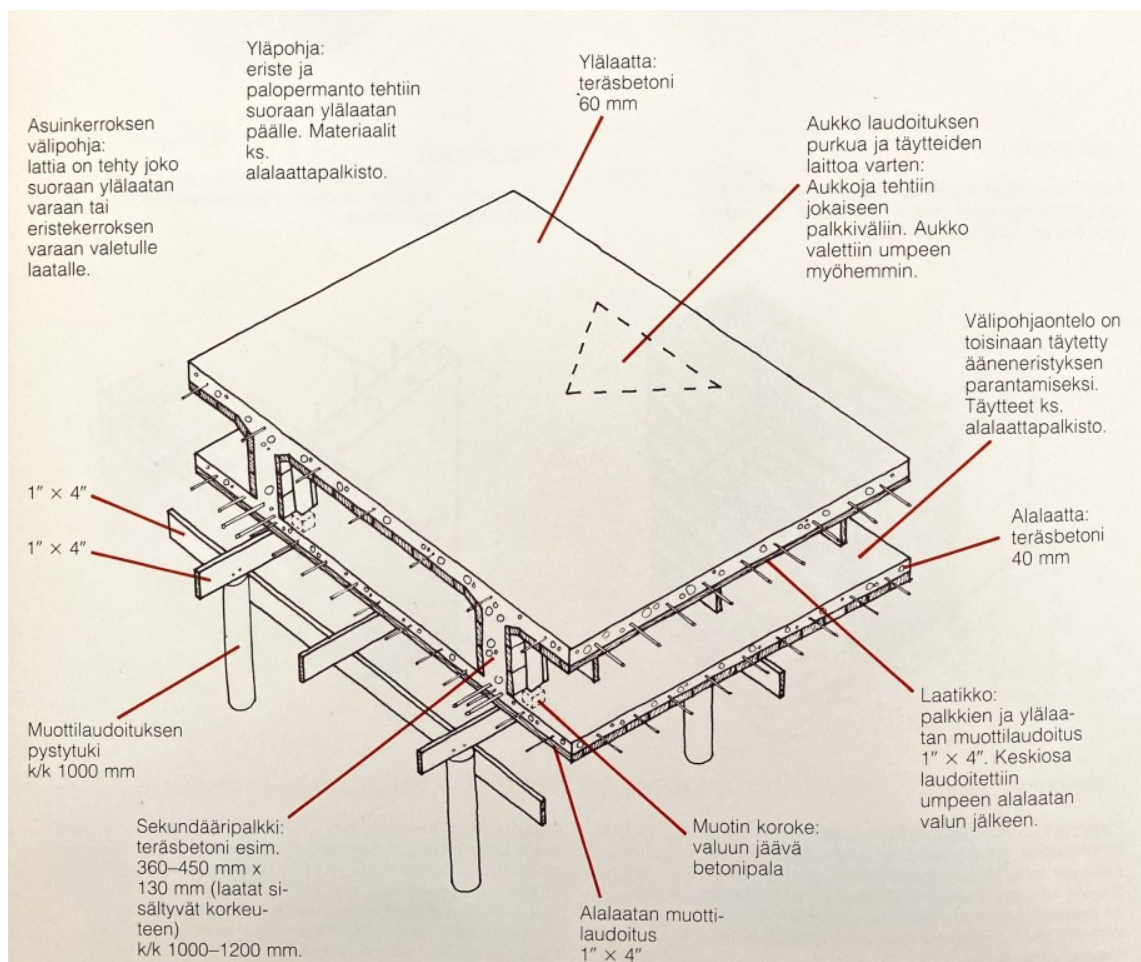 Yläpohja:
eriste ja
palopermanto tehtiin
suoraan ylälaatan
päälle. Materiaalit
ks.
alalaattapalkisto.
Ylälaatta:
teräsbetoni
60 mm
Asuinkerroksen
välipohja:
lattia on tehty joko
suoraan ylälaatan
varaan tai
eristekerroksen
varaan valetulle
laatalle.
Aukko laudoituksen
purkua ja täytteiden
laittoa varten:
Aukkoja tehtiin
jokaiseen
palkkiväliin. Aukko
valettiin umpeen
myöhemmin.
Välipohjaontelo on
toisinaan täytetty
ääneneristyksen
parantamiseksi.
Täytteet ks.
alalaattapalkisto.
1" × 4"
1" × 4"
Alalaatta:
teräsbetoni
40 mm
Muottilaudoituksen
pystytuki
k/k 1000 mm
Laatikko:
palkkien ja ylälaa-
tan muottilaudoitus
1" × 4". Keskiosa
laudoitettiin
umpeen alalaatan
valun jälkeen.
Sekundääripalkki:
teräsbetoni esim.
360–450 mm x
130 mm (laatat si-
sältyvät korkeu-
teen)
k/k 1000–1200 mm.
Muotin koroke:
valuun jäävä
betonipala
Alalaatan muotti-
laudoitus
1" × 4"